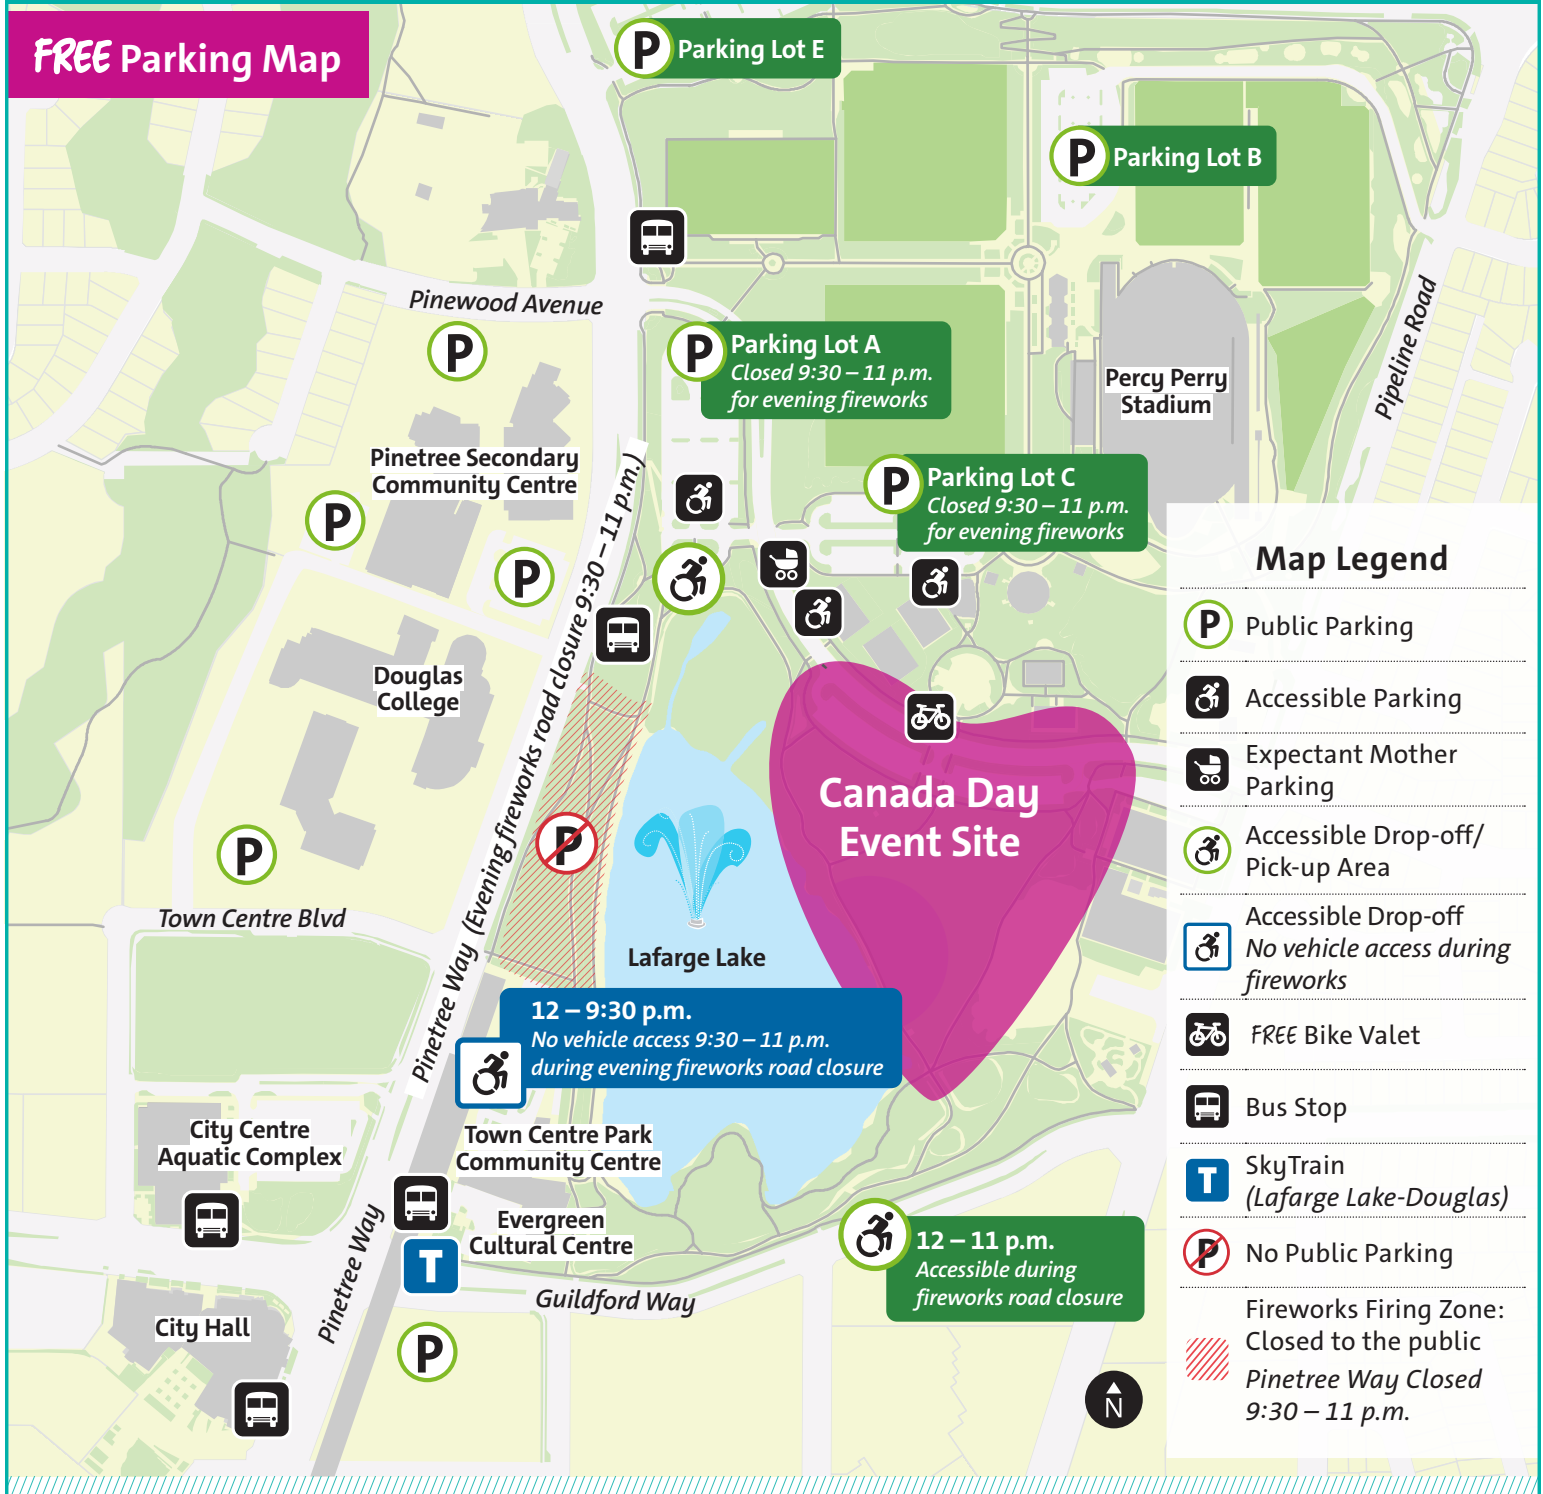 FREE Parking Map
P Parking Lot E
P Parking Lot B
Pinewood Avenue
P
P Parking Lot A
Closed 9:30 – 11 p.m.
for evening fireworks
Percy Perry
Stadium
Pipeline Road
Pinetree Secondary
Community Centre
P
P
P Parking Lot C
Closed 9:30 – 11 p.m.
for evening fireworks
Douglas
College
Pinetree Way (Evening fireworks road closure 9:30 – 11 p.m.)
P
P
Canada Day
Event Site
Town Centre Blvd
Lafarge Lake
12 – 9:30 p.m.
No vehicle access 9:30 – 11 p.m.
during evening fireworks road closure
City Centre
Aquatic Complex
Town Centre Park
Community Centre
Evergreen
Cultural Centre
T
Pinetree Way
Guildford Way
City Hall
P
12 – 11 p.m.
Accessible during
fireworks road closure
N
Map Legend
P Public Parking
Accessible Parking
Expectant Mother
Parking
Accessible Drop-off/
Pick-up Area
Accessible Drop-off
No vehicle access during
fireworks
FREE Bike Valet
Bus Stop
T SkyTrain
(Lafarge Lake-Douglas)
P No Public Parking
Fireworks Firing Zone:
Closed to the public
Pinetree Way Closed
9:30 – 11 p.m.